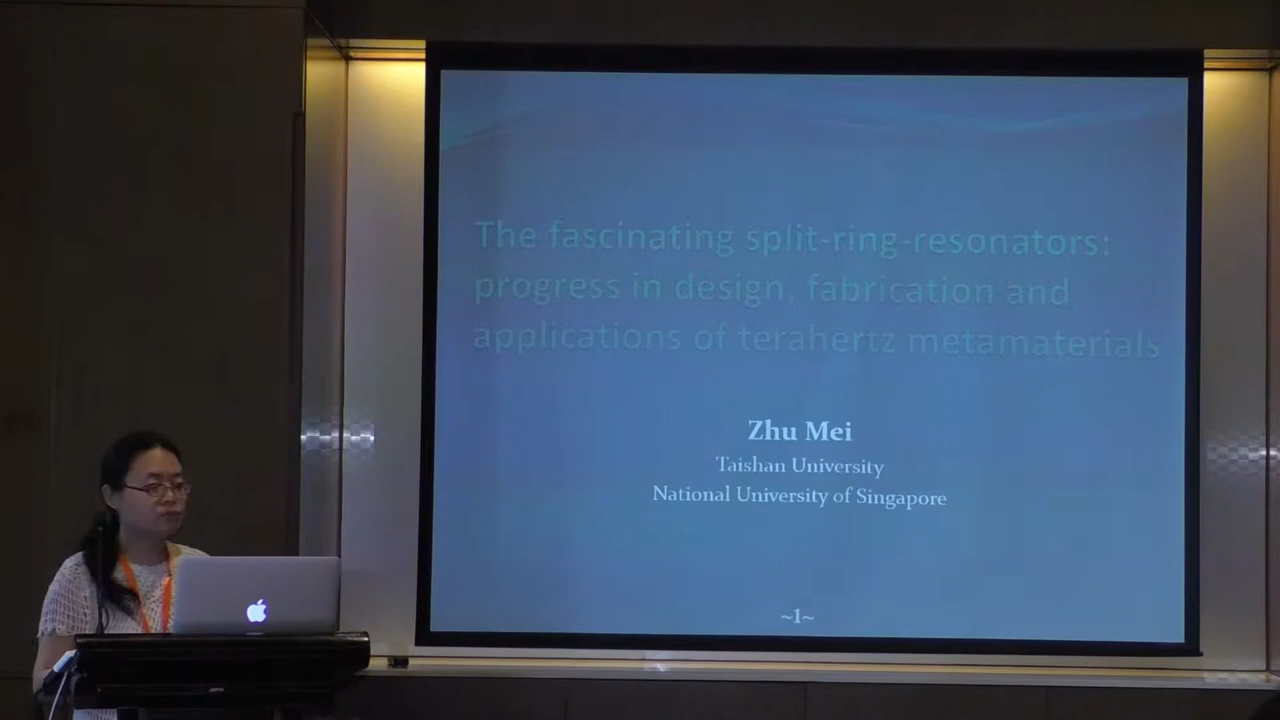 The fascinating split-ring-resonators:
progress in design, fabrication and
applications of terahertz metamaterials
Zhu Mei
Taishan University
National University of Singapore
~1~